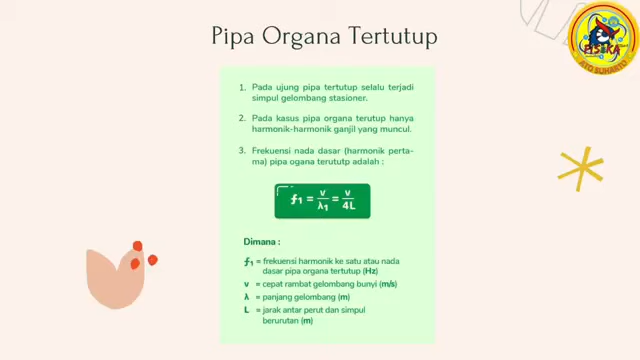 Pipa Organa Tertutup
FISIKA
ATO SUHARTO
1. Pada ujung pipa tertutup selalu terjadi
simpul gelombang stasioner.
2. Pada kasus pipa organa terutup hanya
harmonik-harmonik ganjil yang muncul.
3. Frekuensi nada dasar (harmonik perta-
ma) pipa ogana terututp adalah :
f₁ = v/λ₁ = v/4L
Dimana :
f₁ = frekuensi harmonik ke satu atau nada
dasar pipa organa tertutup (Hz)
v = cepat rambat gelombang bunyi (m/s)
λ = panjang gelombang (m)
L = jarak antar perut dan simpul
berurutan (m)